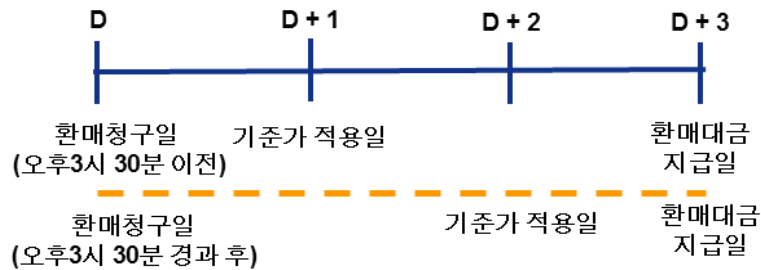 D D + 1 D + 2 D + 3
환매청구일 기준가 적용일 환매대금
(오후3시 30분 이전) 지급일
환매청구일 기준가 적용일 환매대금
(오후3시 30분 경과 후) 지급일